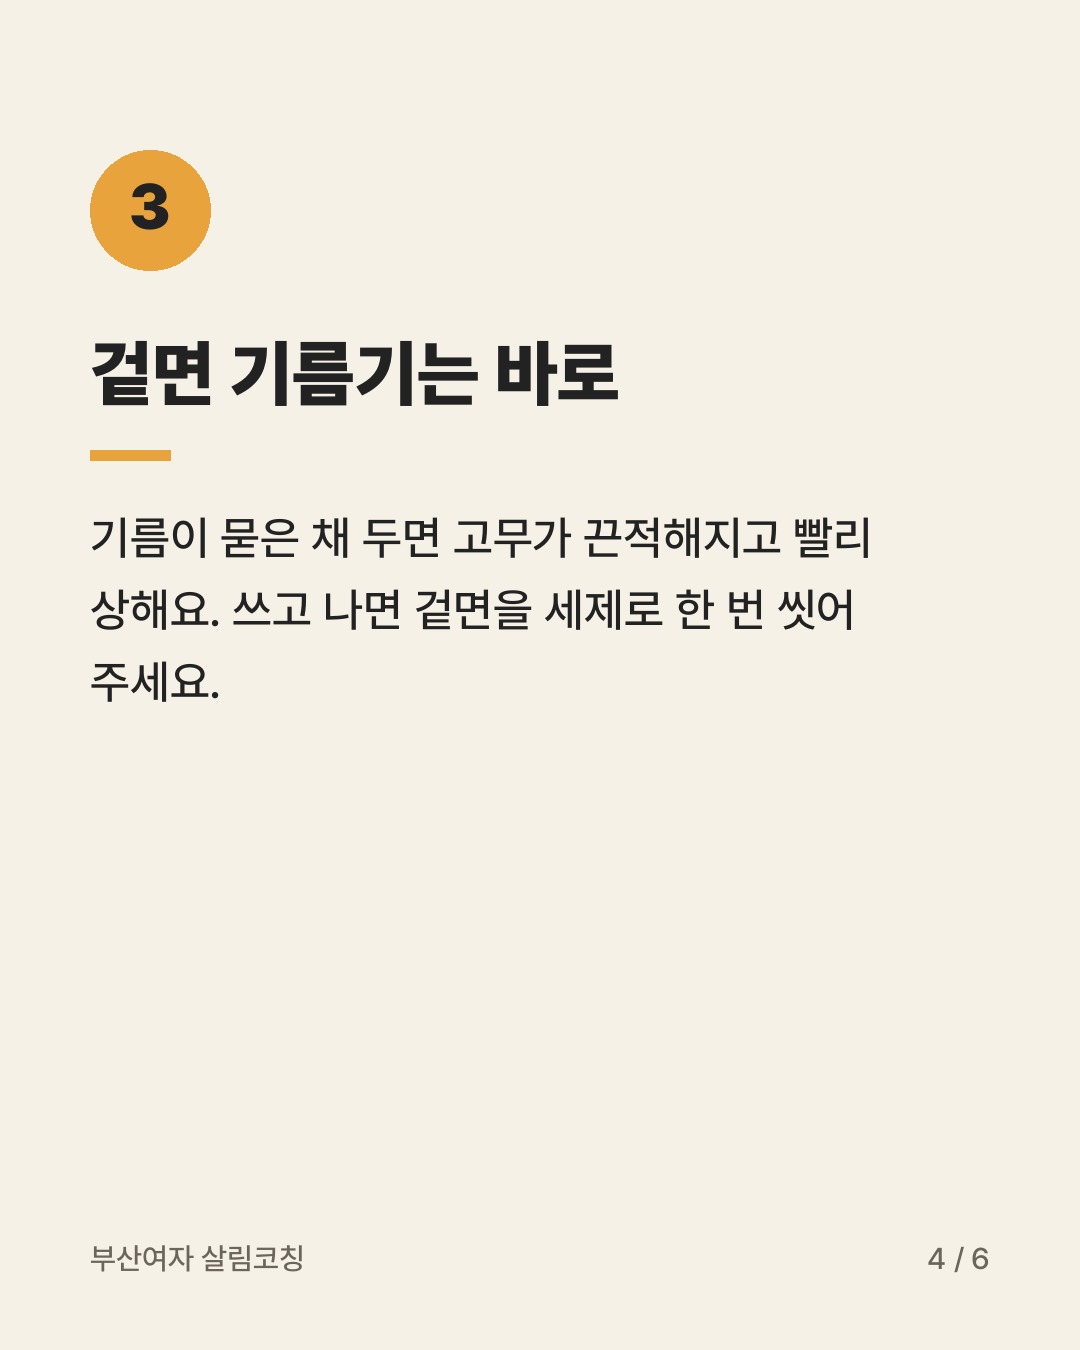 3
겉면 기름기는 바로
기름이 묻은 채 두면 고무가 끈적해지고 빨리
상해요. 쓰고 나면 겉면을 세제로 한 번 씻어
주세요.
부산여자 살림코칭
4 / 6